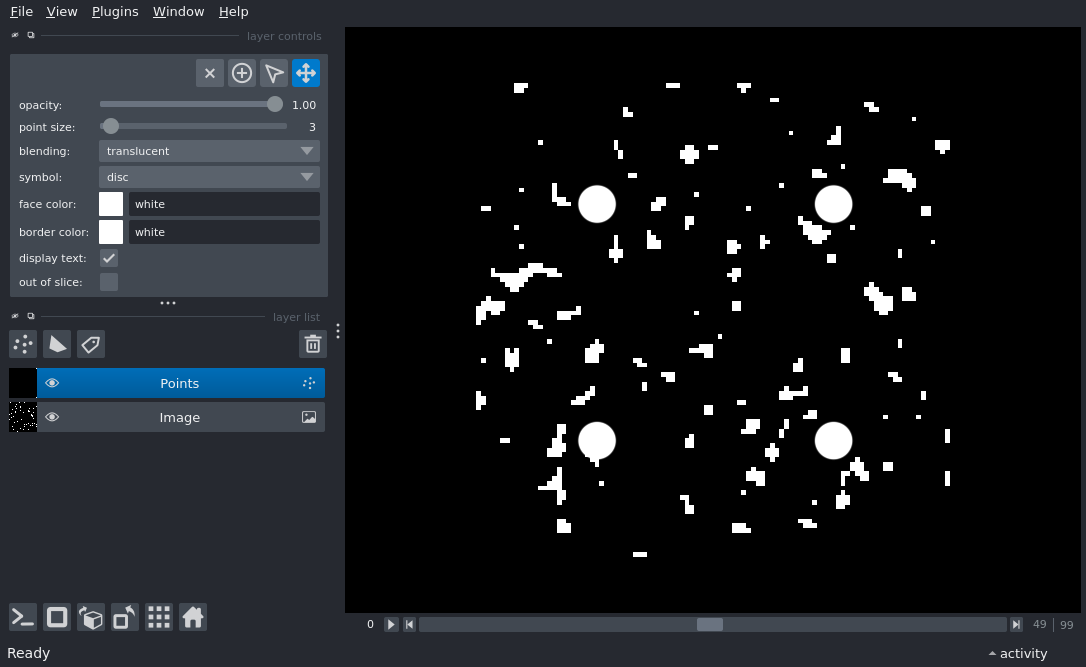 File View Plugins Window Help
layer controls
opacity: 1.00
point size: 3
blending: translucent
symbol: disc
face color: white
border color: white
display text:
out of slice:
layer list
Points
Image
0 49 99
Ready activity